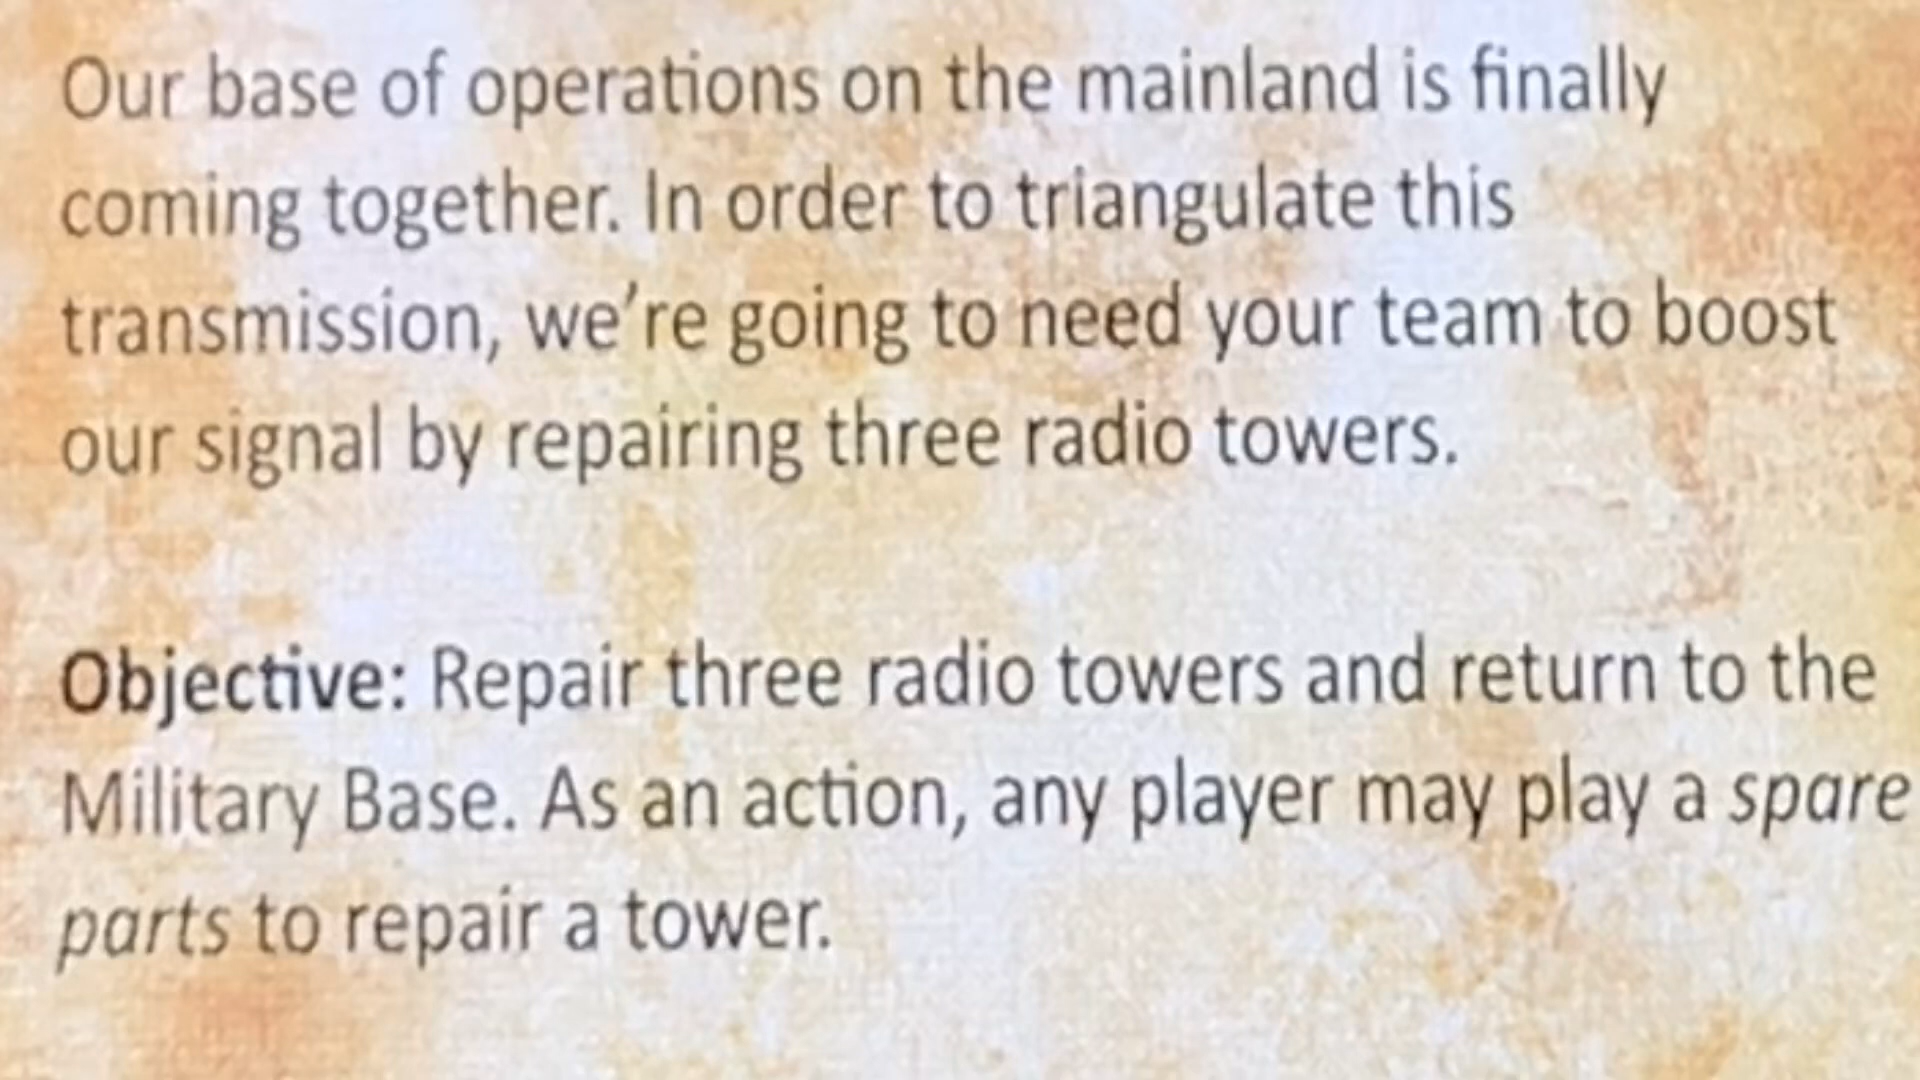 Our base of operations on the mainland is finally
coming together. In order to triangulate this
transmission, we're going to need your team to boost
our signal by repairing three radio towers.
Objective: Repair three radio towers and return to the
Military Base. As an action, any player may play a spare
parts to repair a tower.